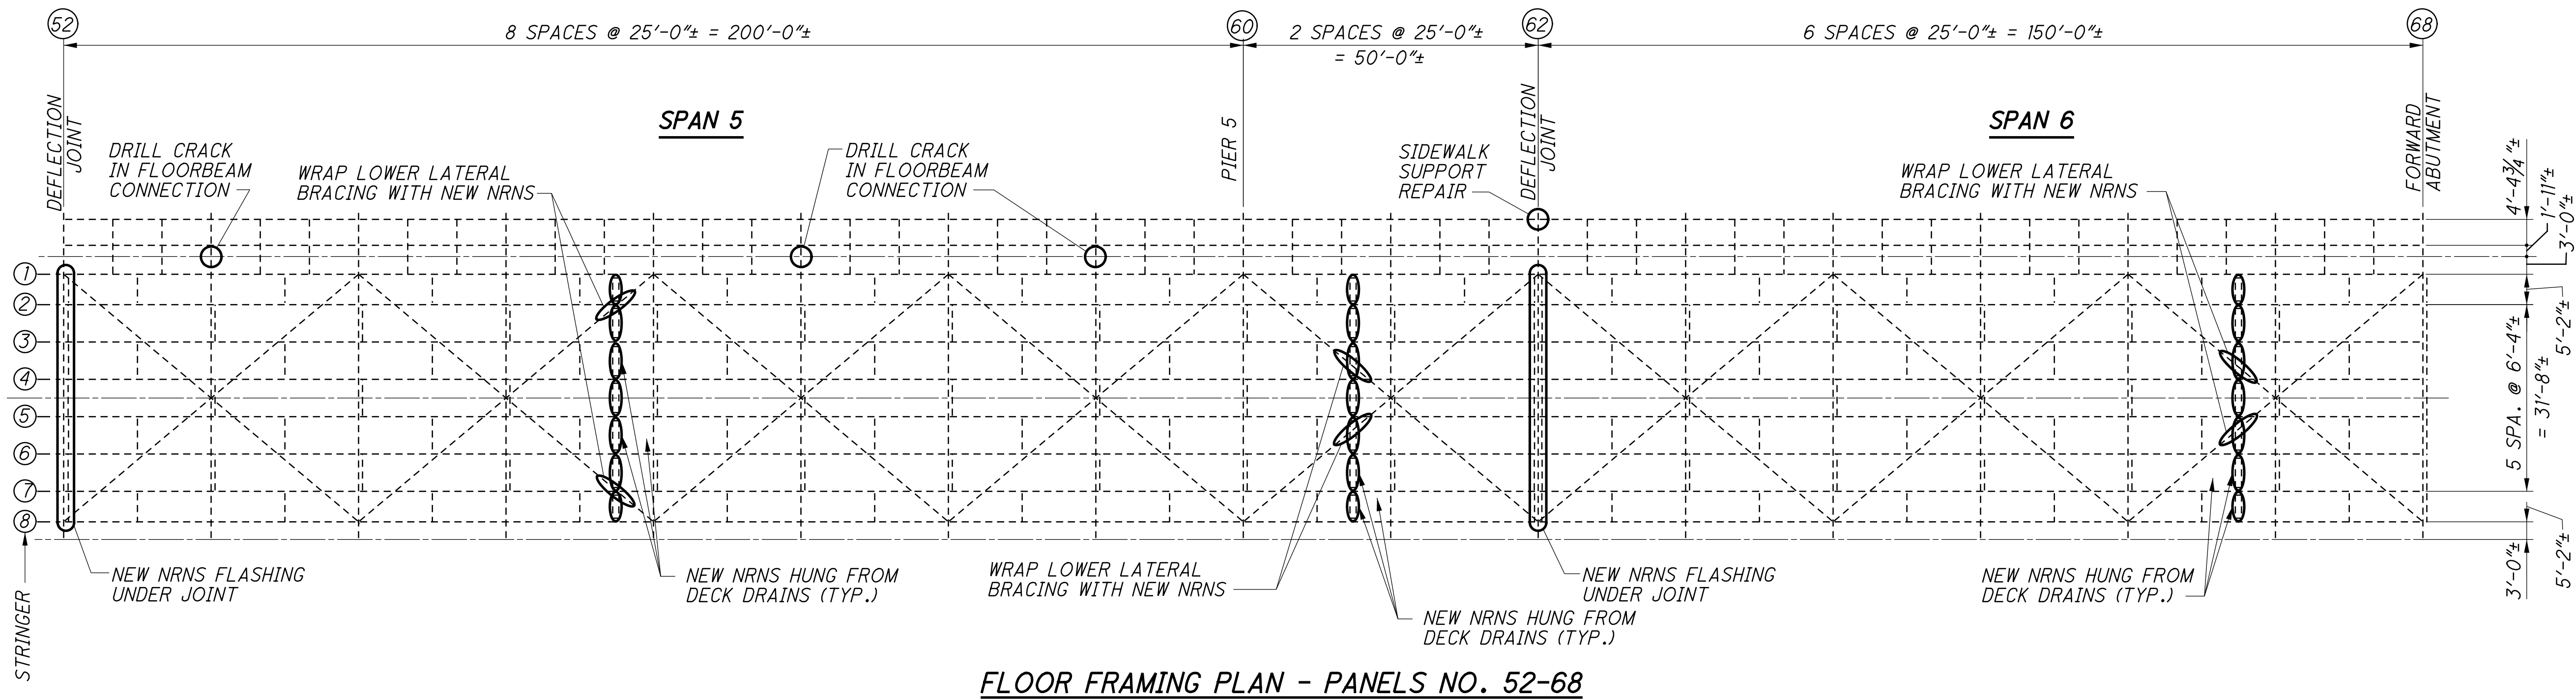 52
60
62
68
8 SPACES @ 25'-0"± = 200'-0"±
2 SPACES @ 25'-0"±
= 50'-0"±
6 SPACES @ 25'-0"± = 150'-0"±
DEFLECTION
JOINT
SPAN 5
PIER 5
DEFLECTION
JOINT
SPAN 6
FORWARD
ABUTMENT
DRILL CRACK
IN FLOORBEAM
CONNECTION
WRAP LOWER LATERAL
BRACING WITH NEW NRNS
DRILL CRACK
IN FLOORBEAM
CONNECTION
SIDEWALK
SUPPORT
REPAIR
WRAP LOWER LATERAL
BRACING WITH NEW NRNS
4'-4¾"±
1'-11"±
3'-0"±
5'-2"±
5 SPA. @ 6'-4"±
= 31'-8"±
5'-2"±
3'-0"±
1
2
3
4
5
6
7
8
STRINGER
NEW NRNS FLASHING
UNDER JOINT
NEW NRNS HUNG FROM
DECK DRAINS (TYP.)
WRAP LOWER LATERAL
BRACING WITH NEW NRNS
NEW NRNS HUNG FROM
DECK DRAINS (TYP.)
NEW NRNS FLASHING
UNDER JOINT
NEW NRNS HUNG FROM
DECK DRAINS (TYP.)
FLOOR FRAMING PLAN - PANELS NO. 52-68